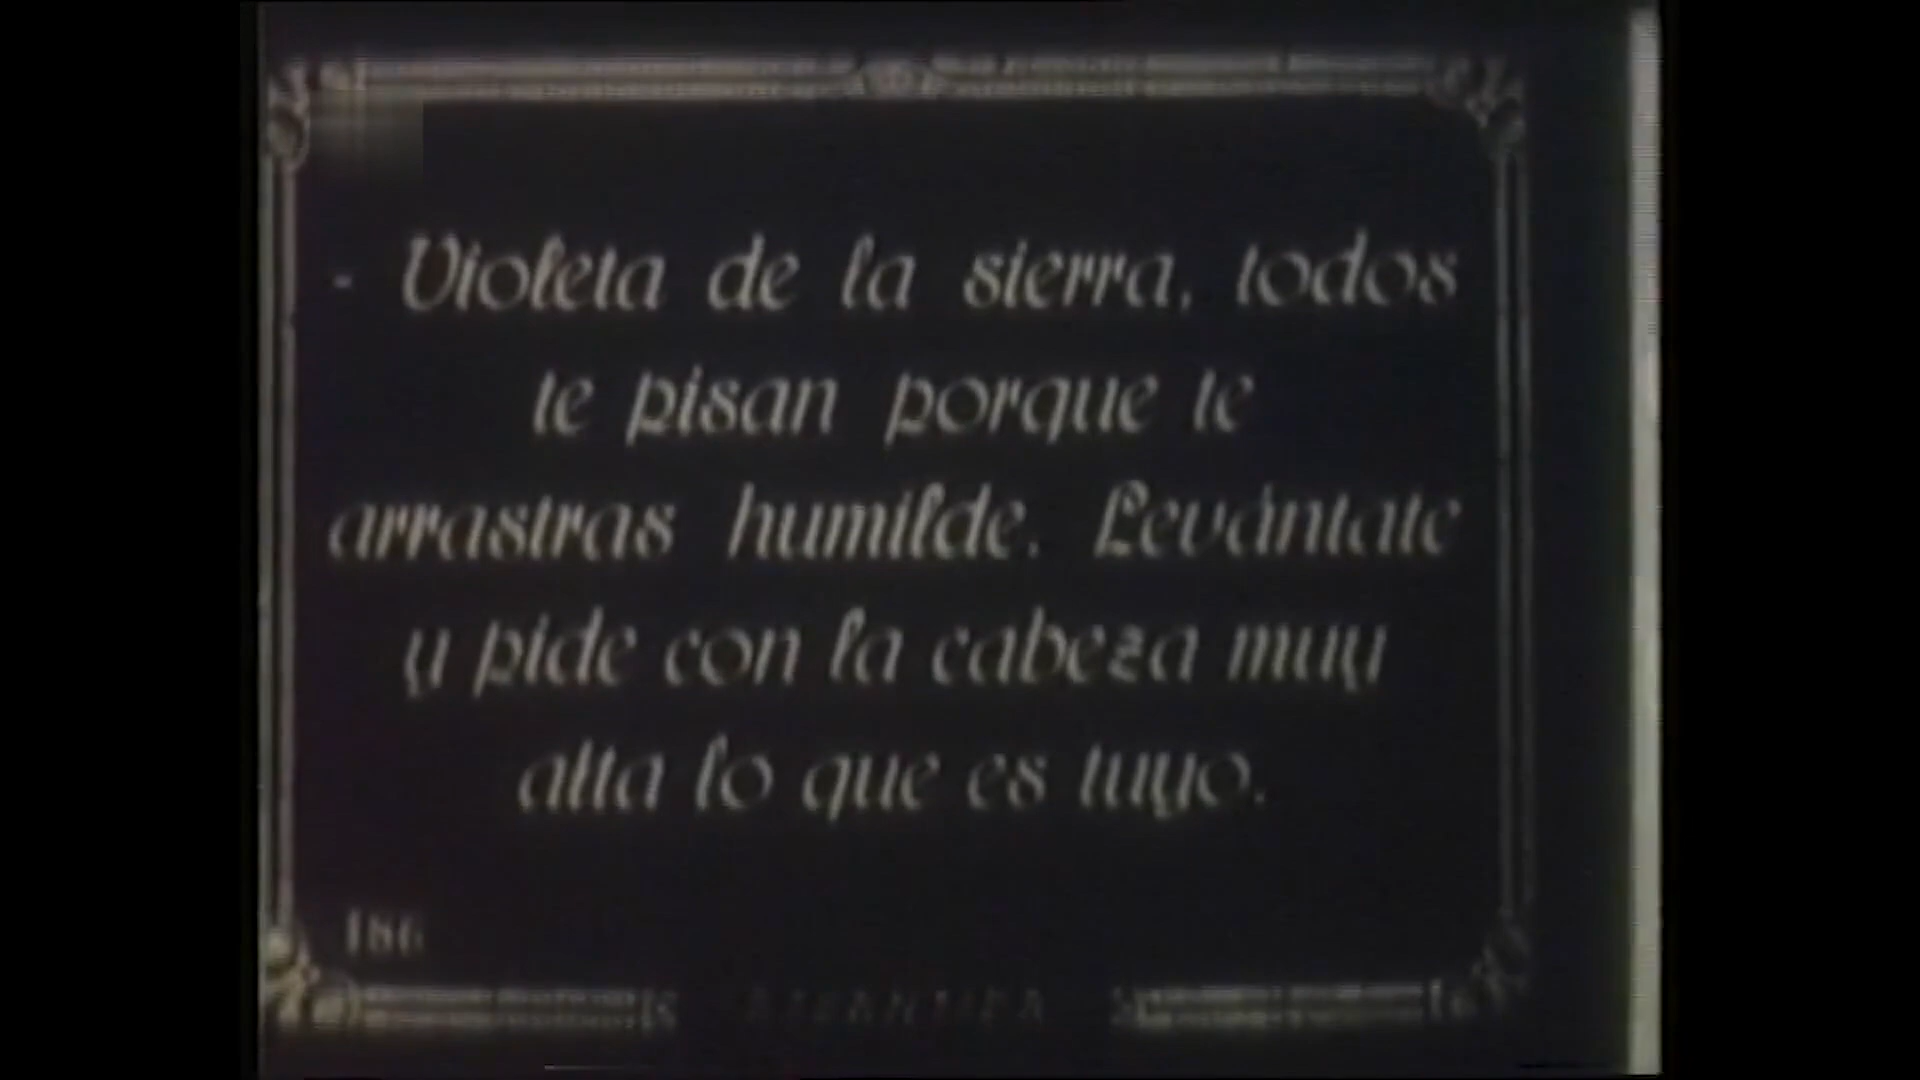 - Violeta de la sierra, todos
te pisan porque te
arrastras humilde. Levántate
y pide con la cabeza muy
alta lo que es tuyo.
186